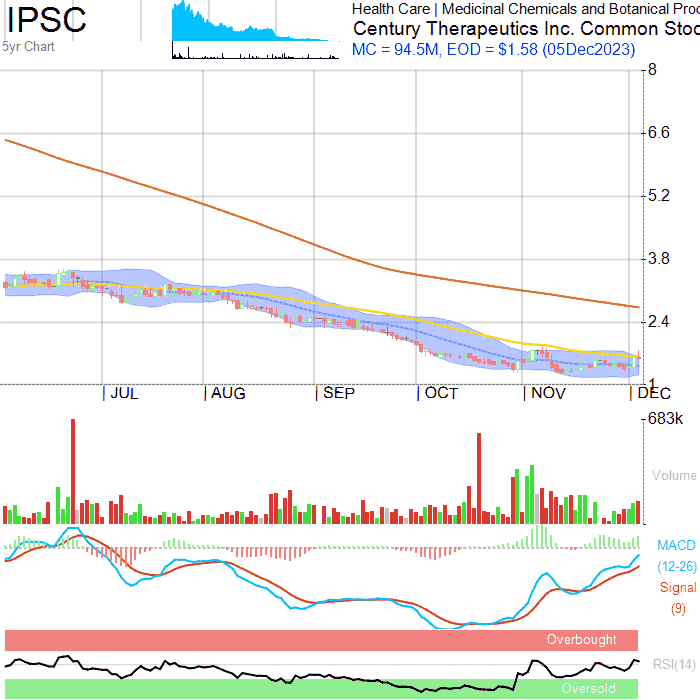 IPSC
5yr Chart
Health Care | Medicinal Chemicals and Botanical Proc
Century Therapeutics Inc. Common Stoc
MC = 94.5M, EOD = $1.58 (05Dec2023)
8
6.6
5.2
3.8
2.4
1
JUL AUG SEP OCT NOV DEC
683k
Volume
MACD
(12-26)
Signal
(9)
Overbought
RSI(14)
Oversold